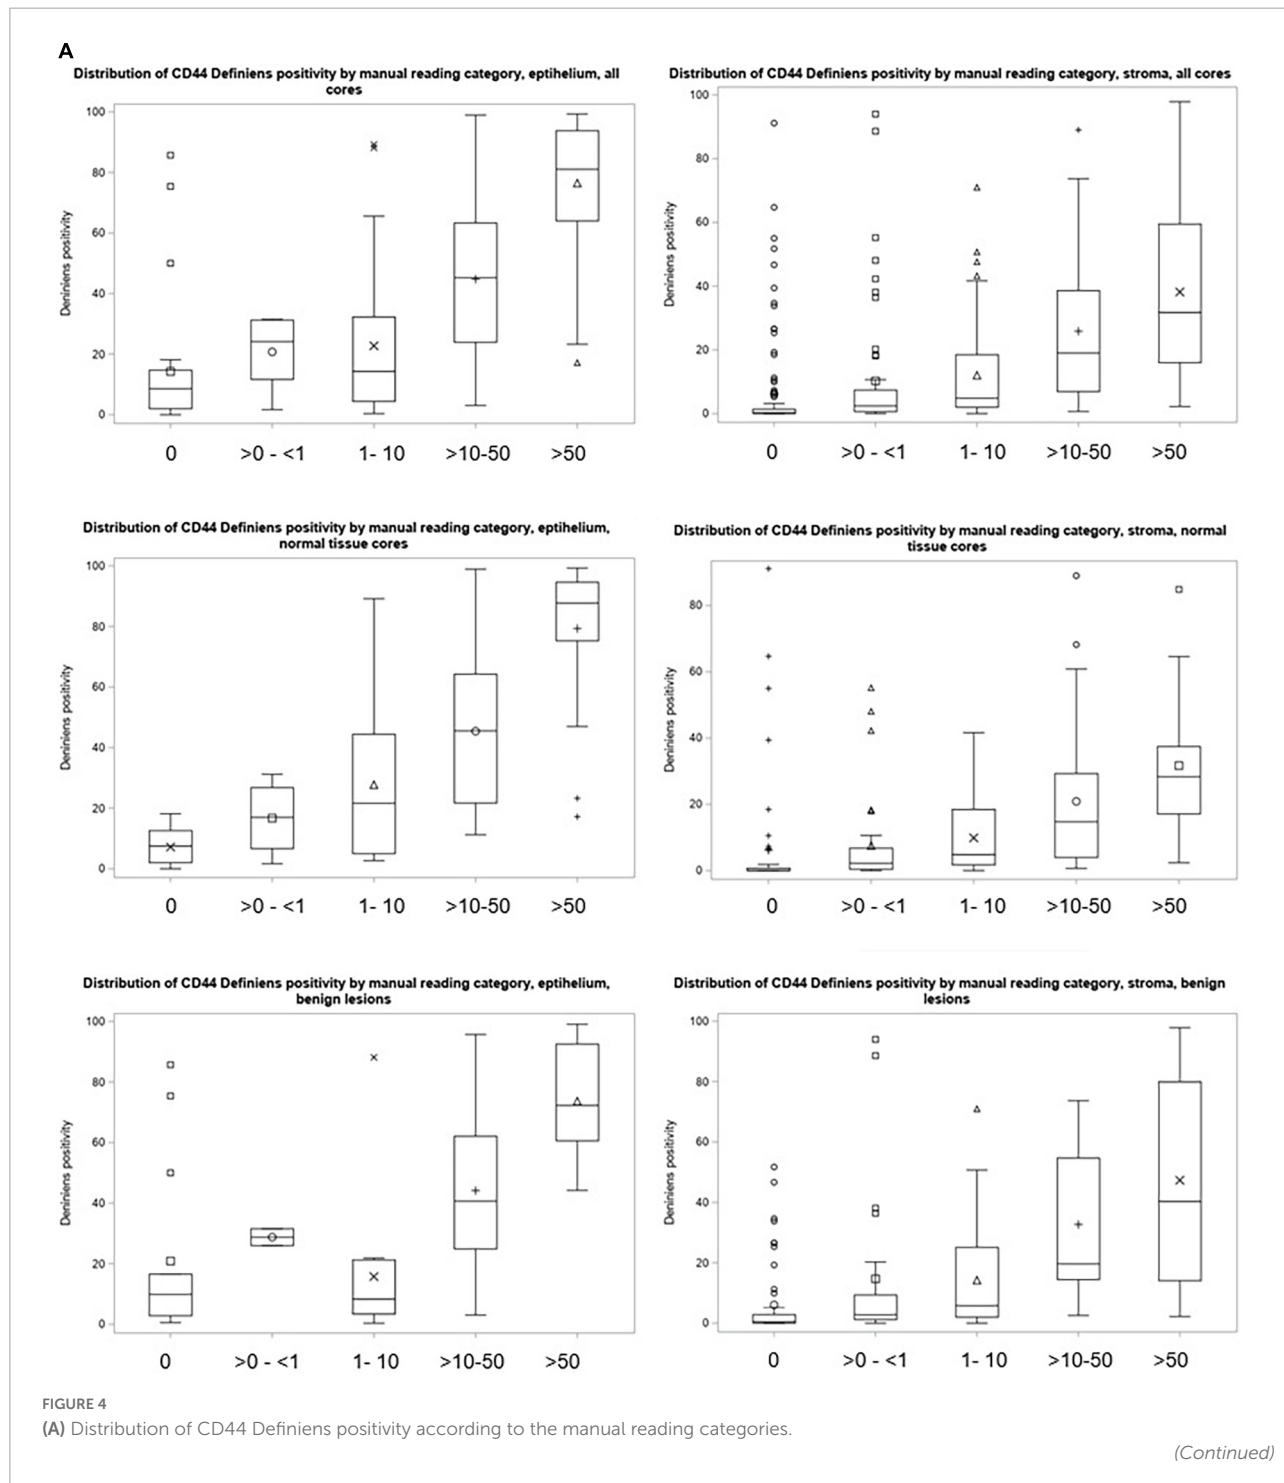 A
Distribution of CD44 Definiens positivity by manual reading category, eptihelium, all
cores
Deniniens positivity
100
80
60
40
20
0
0 >0 - <1 1- 10 >10-50 >50
Distribution of CD44 Definiens positivity by manual reading category, stroma, all cores
Deniniens positivity
100
80
60
40
20
0
0 >0 - <1 1- 10 >10-50 >50
Distribution of CD44 Definiens positivity by manual reading category, eptihelium,
normal tissue cores
Deniniens positivity
100
80
60
40
20
0
0 >0 - <1 1- 10 >10-50 >50
Distribution of CD44 Definiens positivity by manual reading category, stroma, normal
tissue cores
Deniniens positivity
80
60
40
20
0
0 >0 - <1 1- 10 >10-50 >50
Distribution of CD44 Definiens positivity by manual reading category, eptihelium,
benign lesions
Deniniens positivity
100
80
60
40
20
0
0 >0 - <1 1- 10 >10-50 >50
Distribution of CD44 Definiens positivity by manual reading category, stroma, benign
lesions
Deniniens positivity
100
80
60
40
20
0
0 >0 - <1 1- 10 >10-50 >50
FIGURE 4
(A) Distribution of CD44 Definiens positivity according to the manual reading categories.
(Continued)